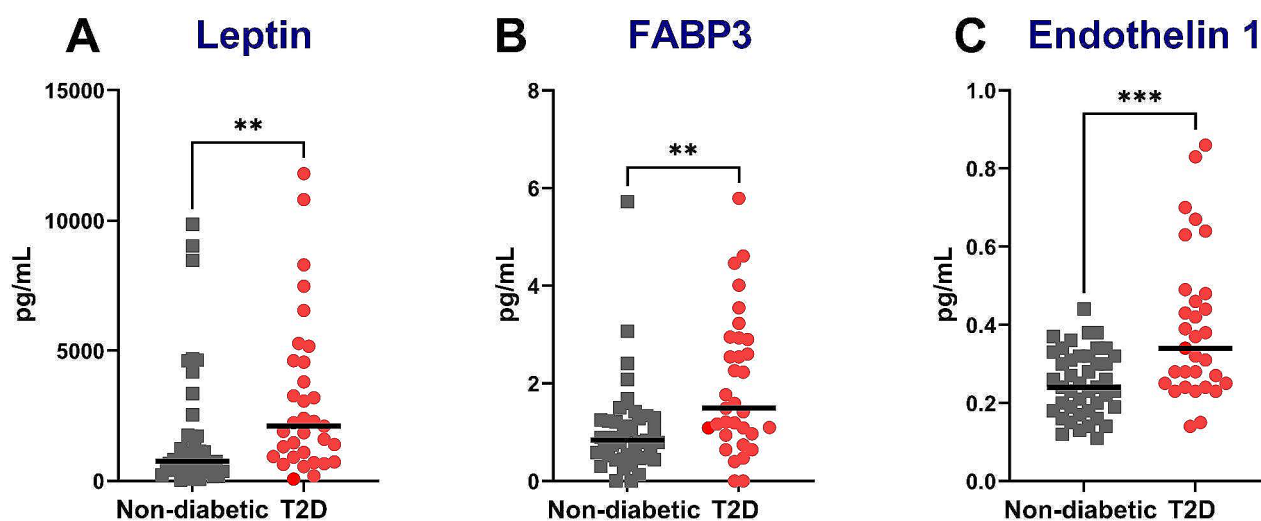 A Leptin
B FABP3
C Endothelin 1
pg/mL
15000
10000
5000
0
**
Non-diabetic T2D
pg/mL
8
6
4
2
0
**
Non-diabetic T2D
pg/mL
1.0
0.8
0.6
0.4
0.2
0.0
***
Non-diabetic T2D